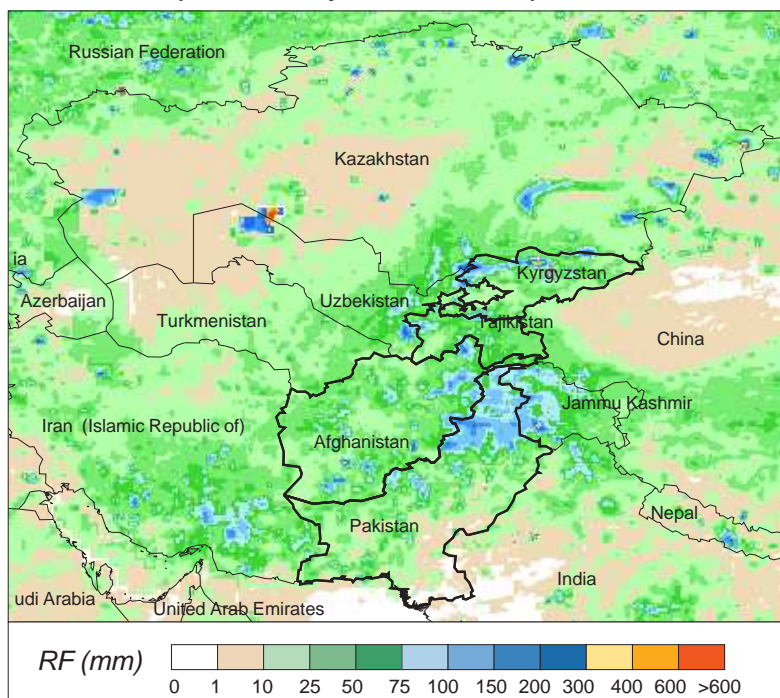 Russian Federation
Kazakhstan
ia
Azerbaijan
Turkmenistan
Uzbekistan
Kyrgyzstan
Tajikistan
China
Iran (Islamic Republic of)
Afghanistan
Jammu Kashmir
Pakistan
Nepal
India
udi Arabia
United Arab Emirates
RF (mm)
0 1 10 25 50 75 100 150 200 300 400 600 >600